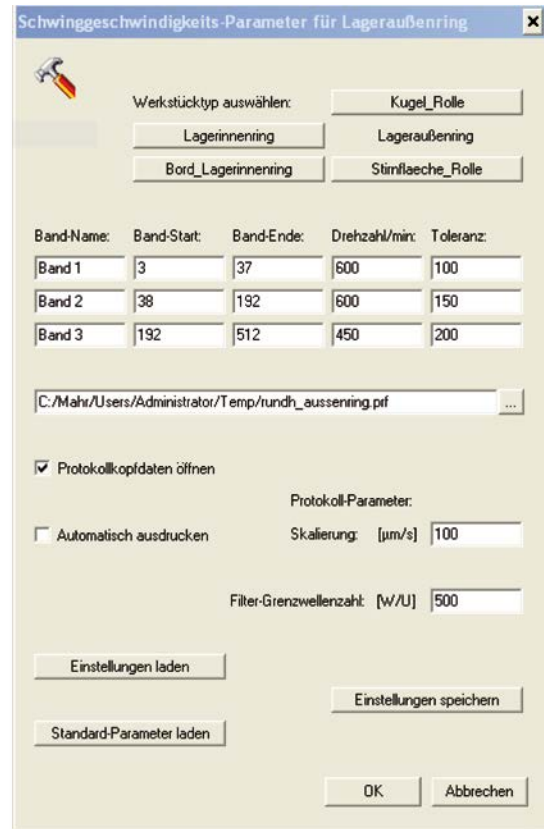 Schwinggeschwindigkeits-Parameter für Lageraußenring
Werkstücktyp auswählen: Kugel_Rolle
Lagerinnenring Lageraußenring
Bord_Lagerinnenring Stirnflaeche_Rolle
Band-Name: Band-Start: Band-Ende: Drehzahl/min: Toleranz:
Band 1 3 37 600 100
Band 2 38 192 600 150
Band 3 192 512 450 200
C:/Mahr/Users/Administrator/Temp/rundh_aussenring.prf ...
Protokollkopfdaten öffnen
Protokoll-Parameter:
Automatisch ausdrucken Skalierung: [µm/s] 100
Filter-Grenzwellenzahl: [W/U] 500
Einstellungen laden
Einstellungen speichern
Standard-Parameter laden
OK Abbrechen